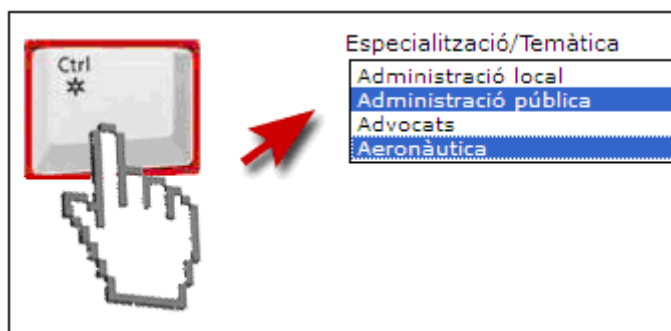 Ctrl
Especialització/Temàtica
Administració local
Administració pública
Advocats
Aeronàutica